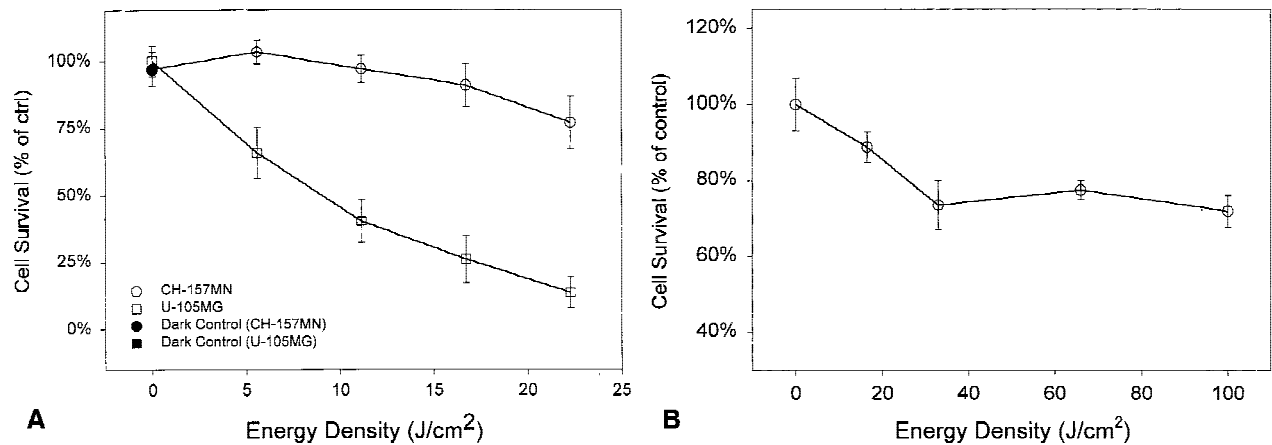 Cell Survival (% of ctrl)
100%
75%
50%
25%
0%
CH-157MN
U-105MG
Dark Control (CH-157MN)
Dark Control (U-105MG)
0 5 10 15 20 25
A
Energy Density (J/cm²)
Cell Survival (% of control)
120%
100%
80%
60%
40%
0 20 40 60 80 100
B
Energy Density (J/cm²)